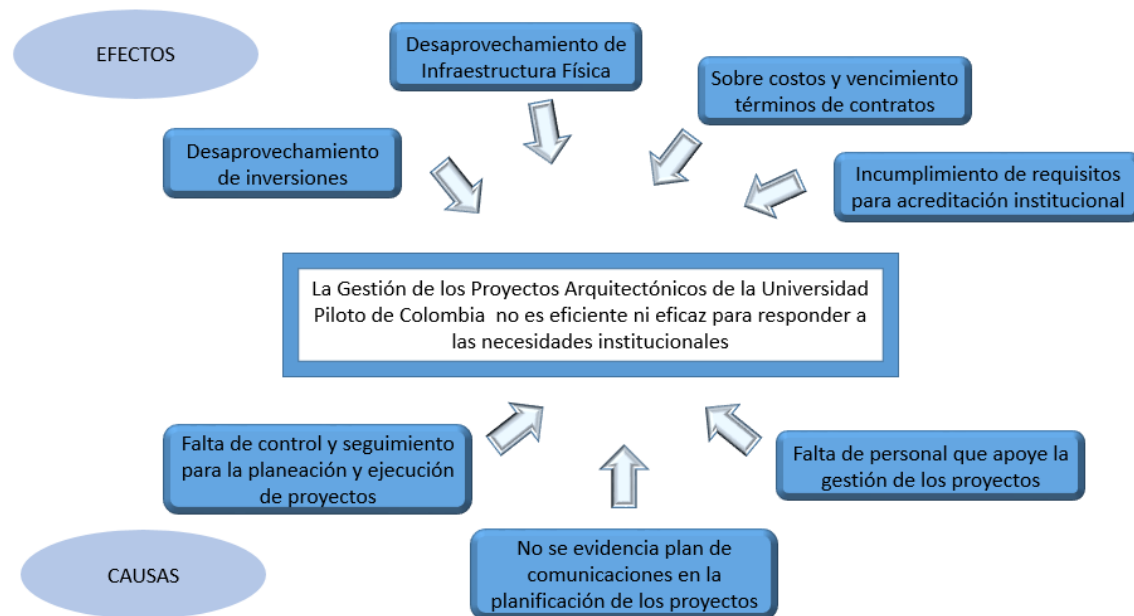 EFECTOS
Desaprovechamiento de
Infraestructura Física
Sobre costos y vencimiento
términos de contratos
Desaprovechamiento
de inversiones
Incumplimiento de requisitos
para acreditación institucional
La Gestión de los Proyectos Arquitectónicos de la Universidad
Piloto de Colombia no es eficiente ni eficaz para responder a
las necesidades institucionales
Falta de control y seguimiento
para la planeación y ejecución
de proyectos
Falta de personal que apoye la
gestión de los proyectos
No se evidencia plan de
comunicaciones en la
planificación de los proyectos
CAUSAS